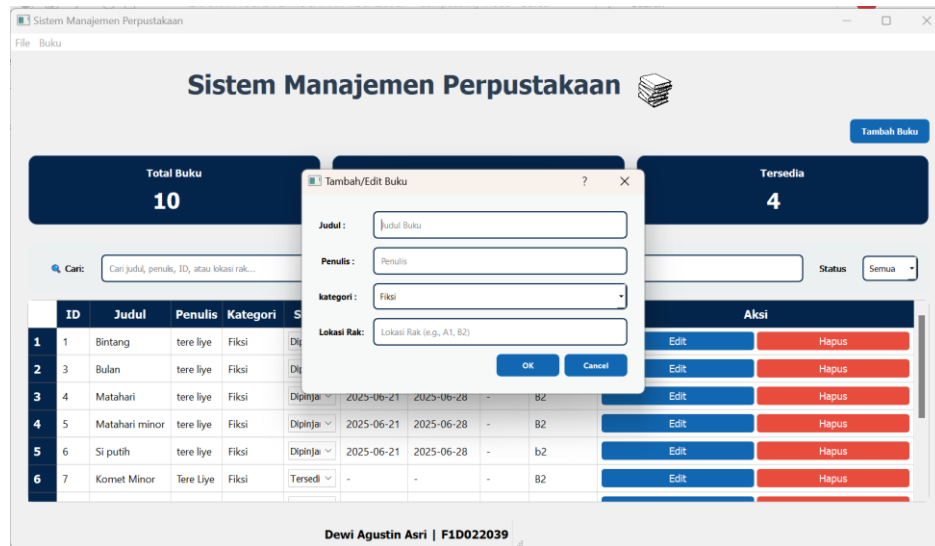 Sistem Manajemen Perpustakaan
File Buku
Sistem Manajemen Perpustakaan
Tambah Buku
Total Buku
10
Tersedia
4
Tambah/Edit Buku ?
Judul : Judul Buku
Penulis : Penulis
kategori : Fiksi
Lokasi Rak: Lokasi Rak (e.g., A1, B2)
OK Cancel
Cari: Cari judul, penulis, ID, atau lokasi rak...
Status Semua
ID Judul Penulis Kategori Aksi
1 1 Bintang tere liye Fiksi Edit Hapus
2 3 Bulan tere liye Fiksi Edit Hapus
3 4 Matahari tere liye Fiksi Dipinja 2025-06-21 2025-06-28 - B2 Edit Hapus
4 5 Matahari minor tere liye Fiksi Dipinja 2025-06-21 2025-06-28 - B2 Edit Hapus
5 6 Si putih tere liye Fiksi Dipinja 2025-06-21 2025-06-28 - b2 Edit Hapus
6 7 Komet Minor Tere Liye Fiksi Tersedi - - - B2 Edit Hapus
Dewi Agustin Asri | F1D022039